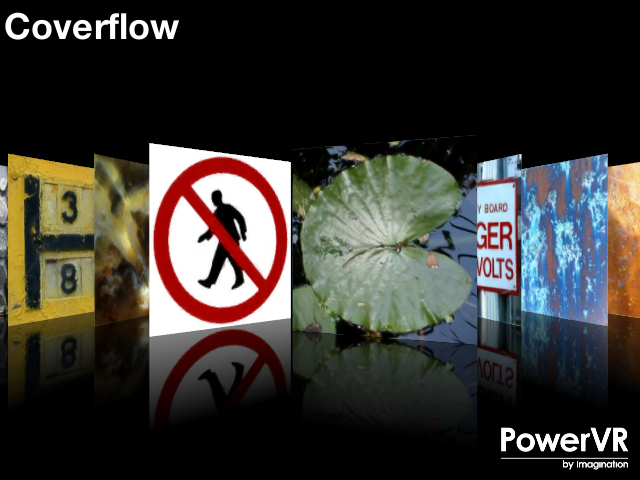 Coverflow
3
8
Y BOARD
GER
VOLTS
PowerVR
by Imagination